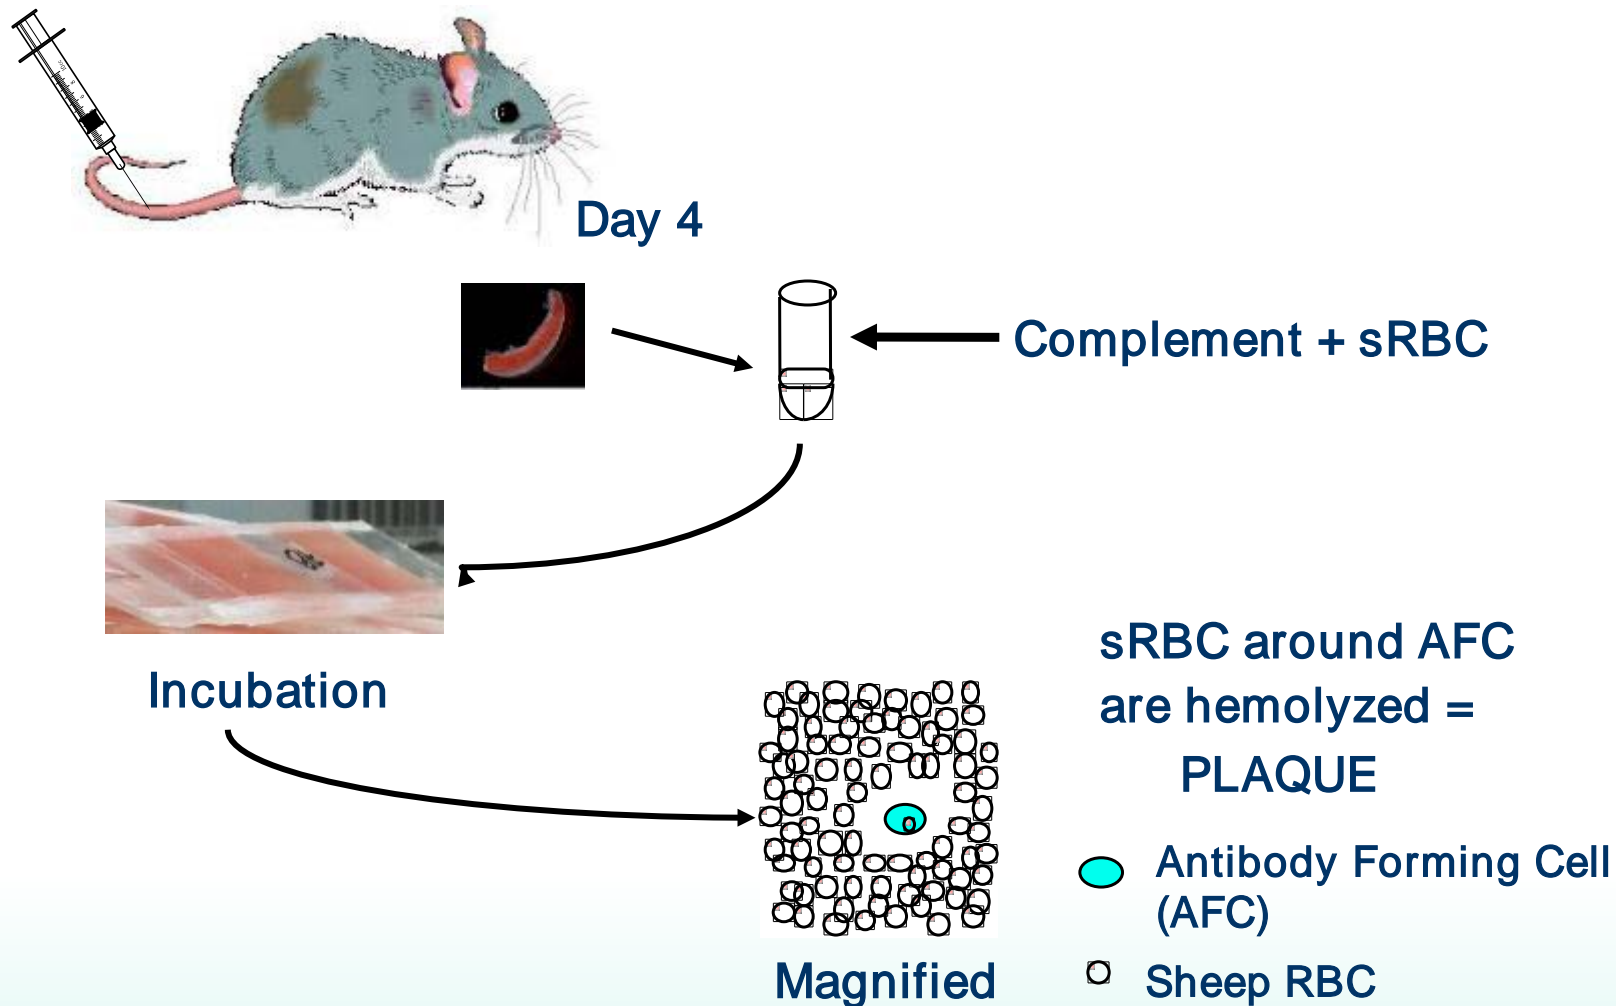 Day 4
Complement + sRBC
Incubation
sRBC around AFC
are hemolyzed =
PLAQUE
Antibody Forming Cell
(AFC)
Magnified
Sheep RBC